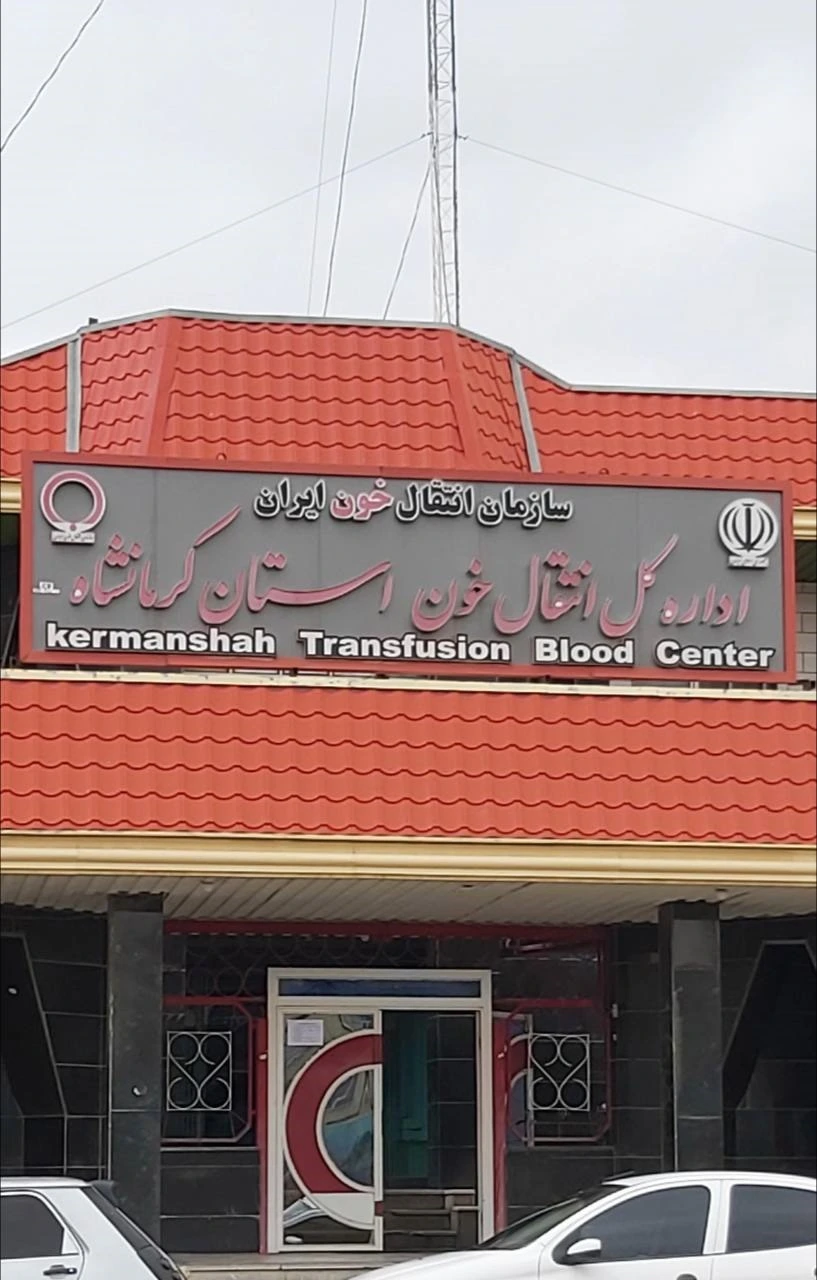 سازمان انتقال خون ایران
اداره کل انتقال خون استان کرمانشاه
kermanshah Transfusion Blood Center